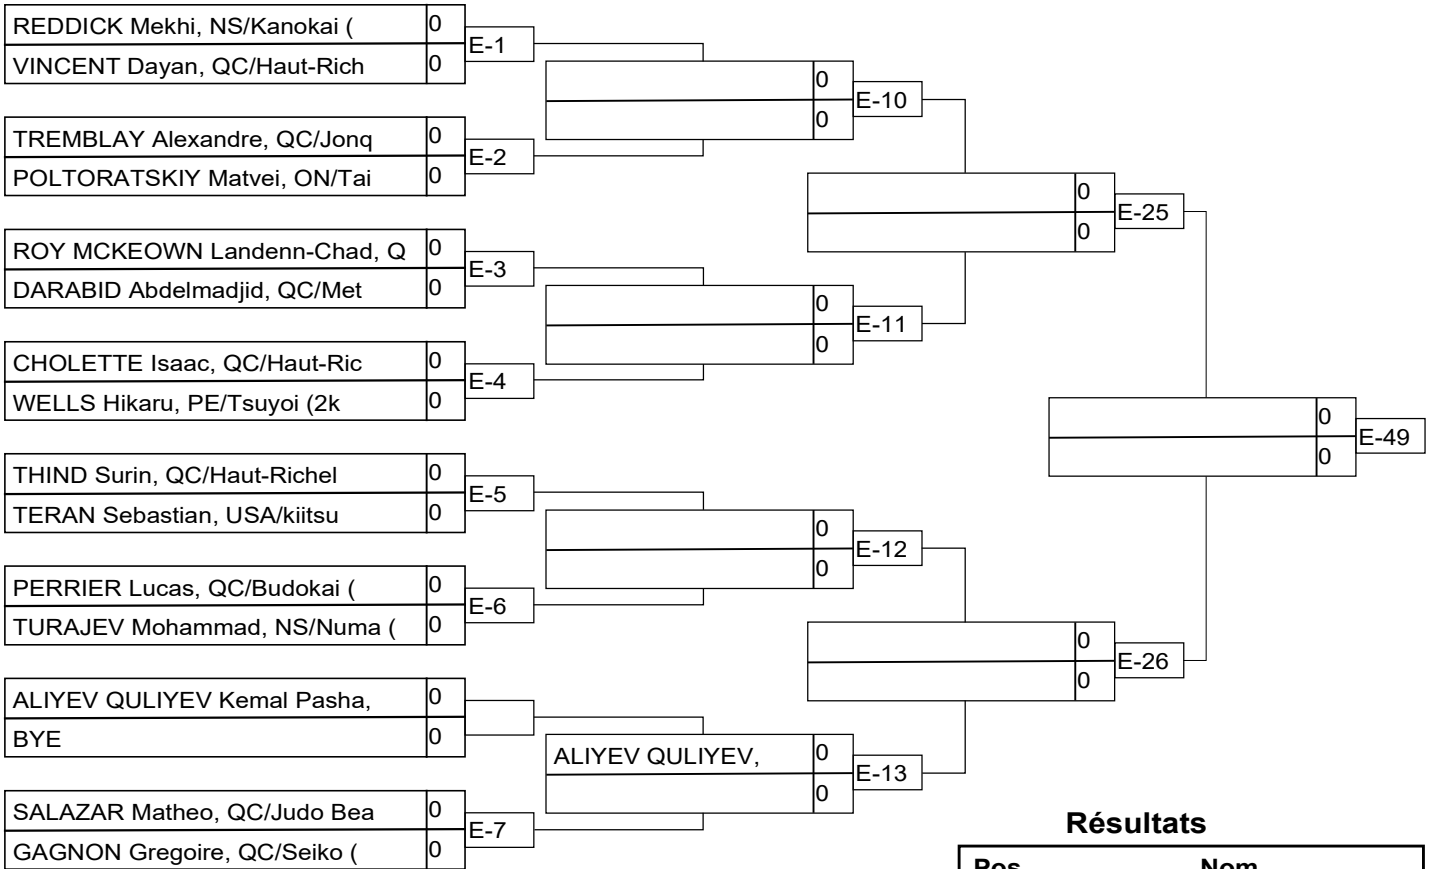 REDDICK Mekhi, NS/Kanokai ( 0
E-1
VINCENT Dayan, QC/Haut-Rich 0
0
E-10
0
TREMBLAY Alexandre, QC/Jonq 0
E-2
POLTORATSKIY Matvei, ON/Tai 0
0
E-25
0
ROY MCKEOWN Landenn-Chad, Q 0
E-3
DARABID Abdelmadjid, QC/Met 0
0
E-11
0
CHOLETTE Isaac, QC/Haut-Ric 0
E-4
WELLS Hikaru, PE/Tsuyoi (2k 0
0
E-49
0
THIND Surin, QC/Haut-Richel 0
E-5
TERAN Sebastian, USA/kiitsu 0
0
E-12
0
PERRIER Lucas, QC/Budokai ( 0
E-6
TURAJEV Mohammad, NS/Numa ( 0
0
E-26
0
ALIYEV QULIYEV Kemal Pasha, 0
BYE 0
ALIYEV QULIYEV, 0
E-13
0
SALAZAR Matheo, QC/Judo Bea 0
E-7
GAGNON Gregoire, QC/Seiko ( 0
Résultats
Pos Nom